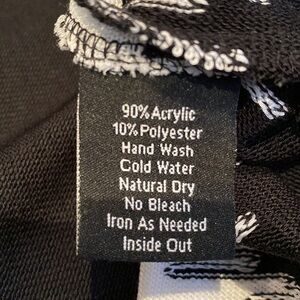 90% Acrylic
10% Polyester
Hand Wash
Cold Water
Natural Dry
No Bleach
Iron As Needed
Inside Out